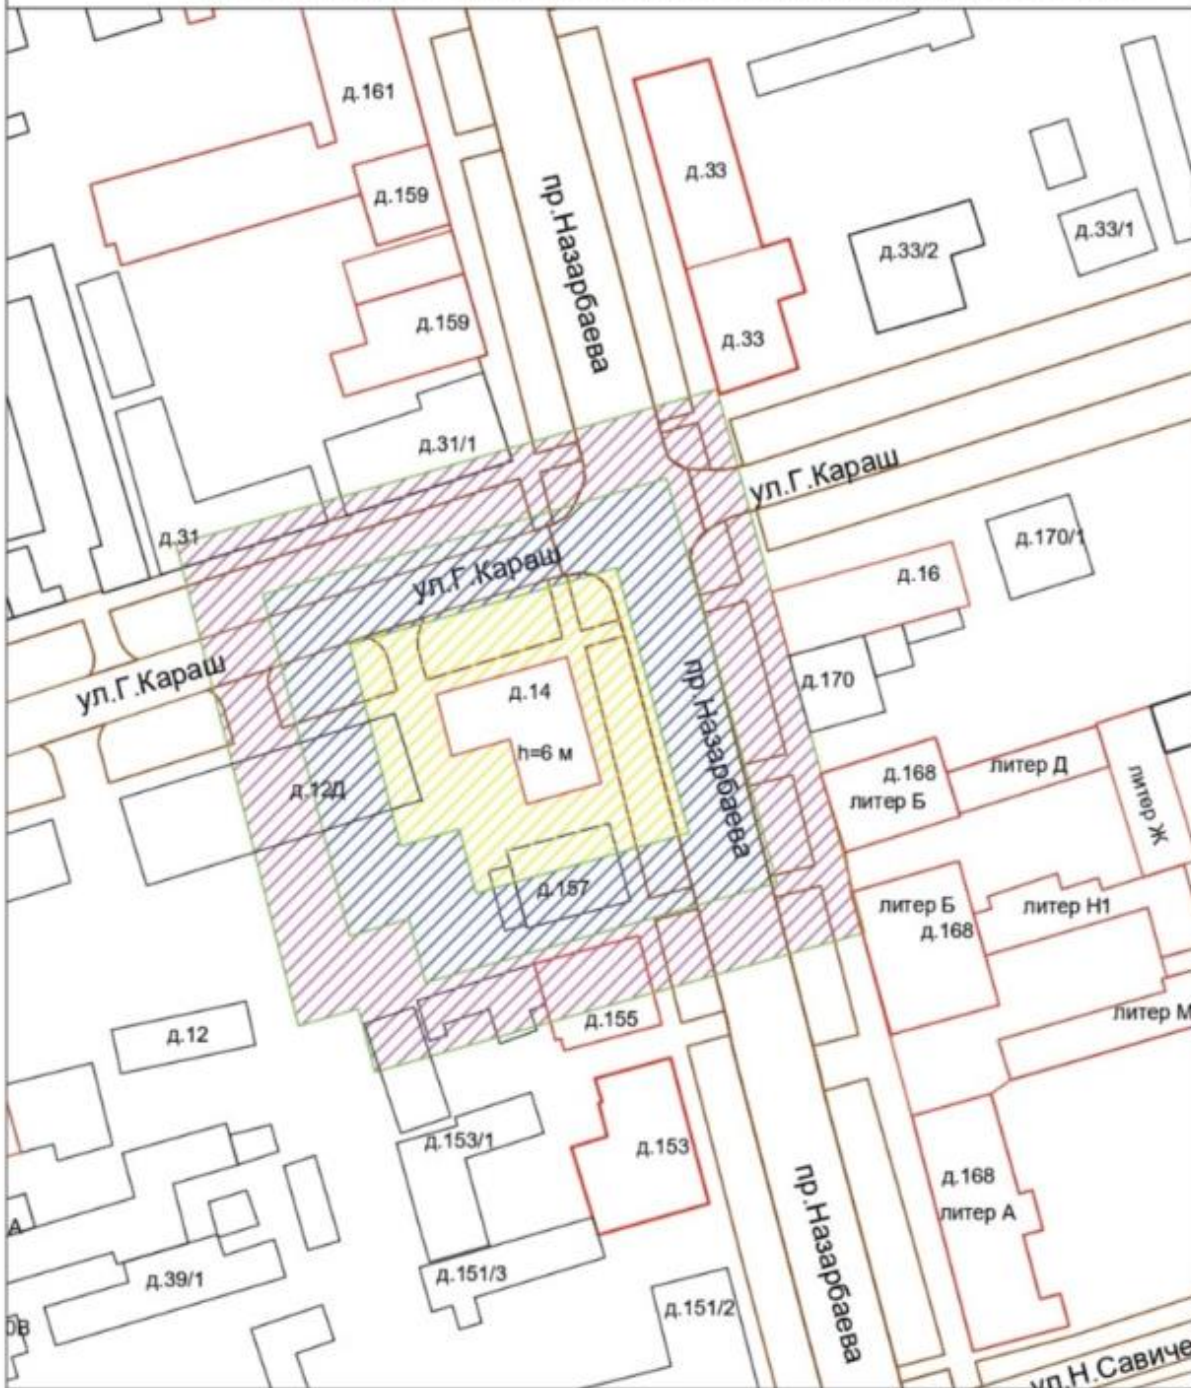 д.161
д.33
д.159
д.33/1
д.33/2
пр.Назарбаева
д.159
д.33
д.31/1
ул.Г.Караш
д.31
д.170/1
ул.Г.Караш
д.16
ул.Г.Караш
д.14
д.170
пр.Назарбаева
h=6 м
литер Д
д.168
литер Б
литер Ж
д.12Д
д.157
литер Б
д.168
литер Н1
д.155
литер М
д.12
д.153/1
д.153
д.168
литер А
А
пр.Назарбаева
д.151/3
д.39/1
д.151/2
0В
ул.Н.Савиче